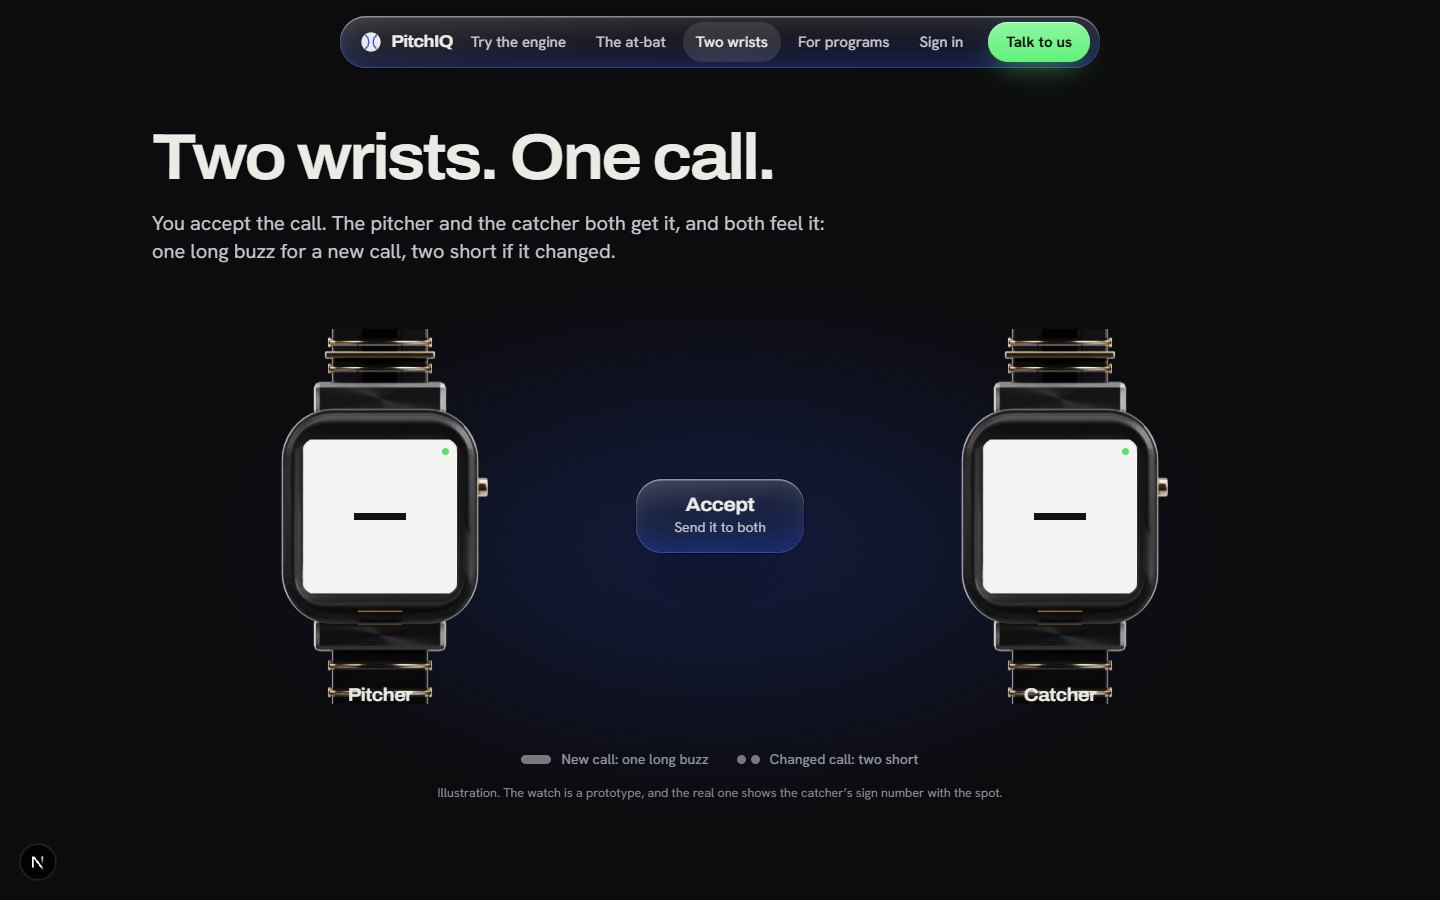 PitchIQ Try the engine The at-bat Two wrists For programs Sign in Talk to us
Two wrists. One call.
You accept the call. The pitcher and the catcher both get it, and both feel it:
one long buzz for a new call, two short if it changed.
Accept
Send it to both
Pitcher Catcher
New call: one long buzz Changed call: two short
Illustration. The watch is a prototype, and the real one shows the catcher’s sign number with the spot.
N